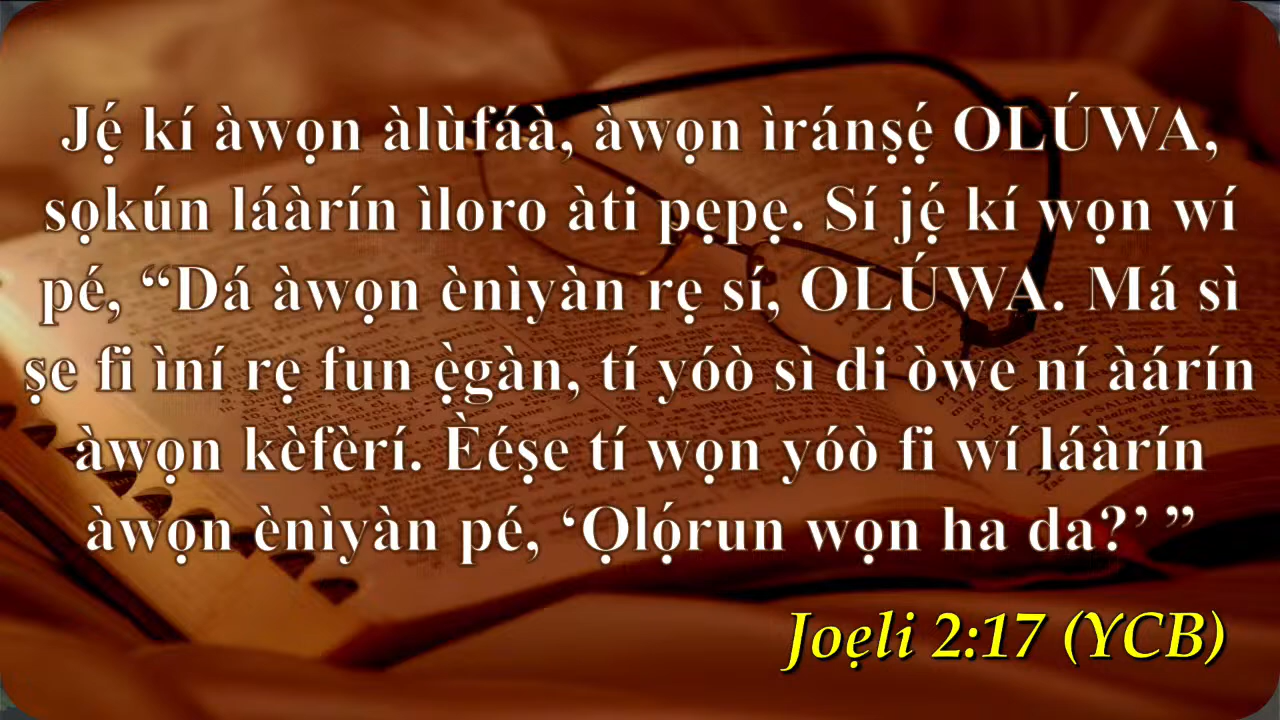 Jẹ́ kí àwọn àlùfáà, àwọn ìránṣẹ́ OLÚWA,
sọkún láàrín ìloro àti pẹpẹ. Sí jẹ́ kí wọn wí
pé, “Dá àwọn ènìyàn rẹ sí, OLÚWA. Má sì
ṣe fi ìní rẹ fun ẹ̀gàn, tí yóò sì di òwe ní àárín
àwọn kèfèrí. Èéṣe tí wọn yóò fi wí láàrín
àwọn ènìyàn pé, ‘Ọlọ́run wọn ha da?’ ”
Joẹli 2:17 (YCB)